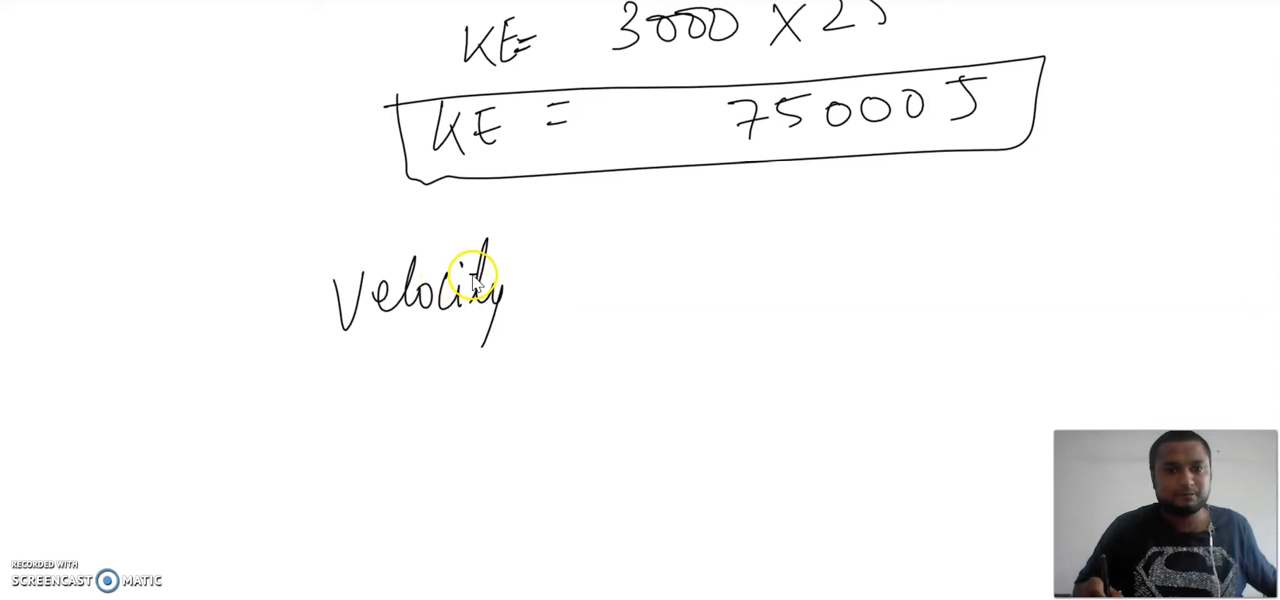 KE= 3000 X 25
KE = 75000 J
Velocity
RECORDED WITH
SCREENCAST MATIC